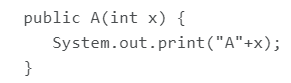 public A(int x) {
System.out.print("A"+x);
}